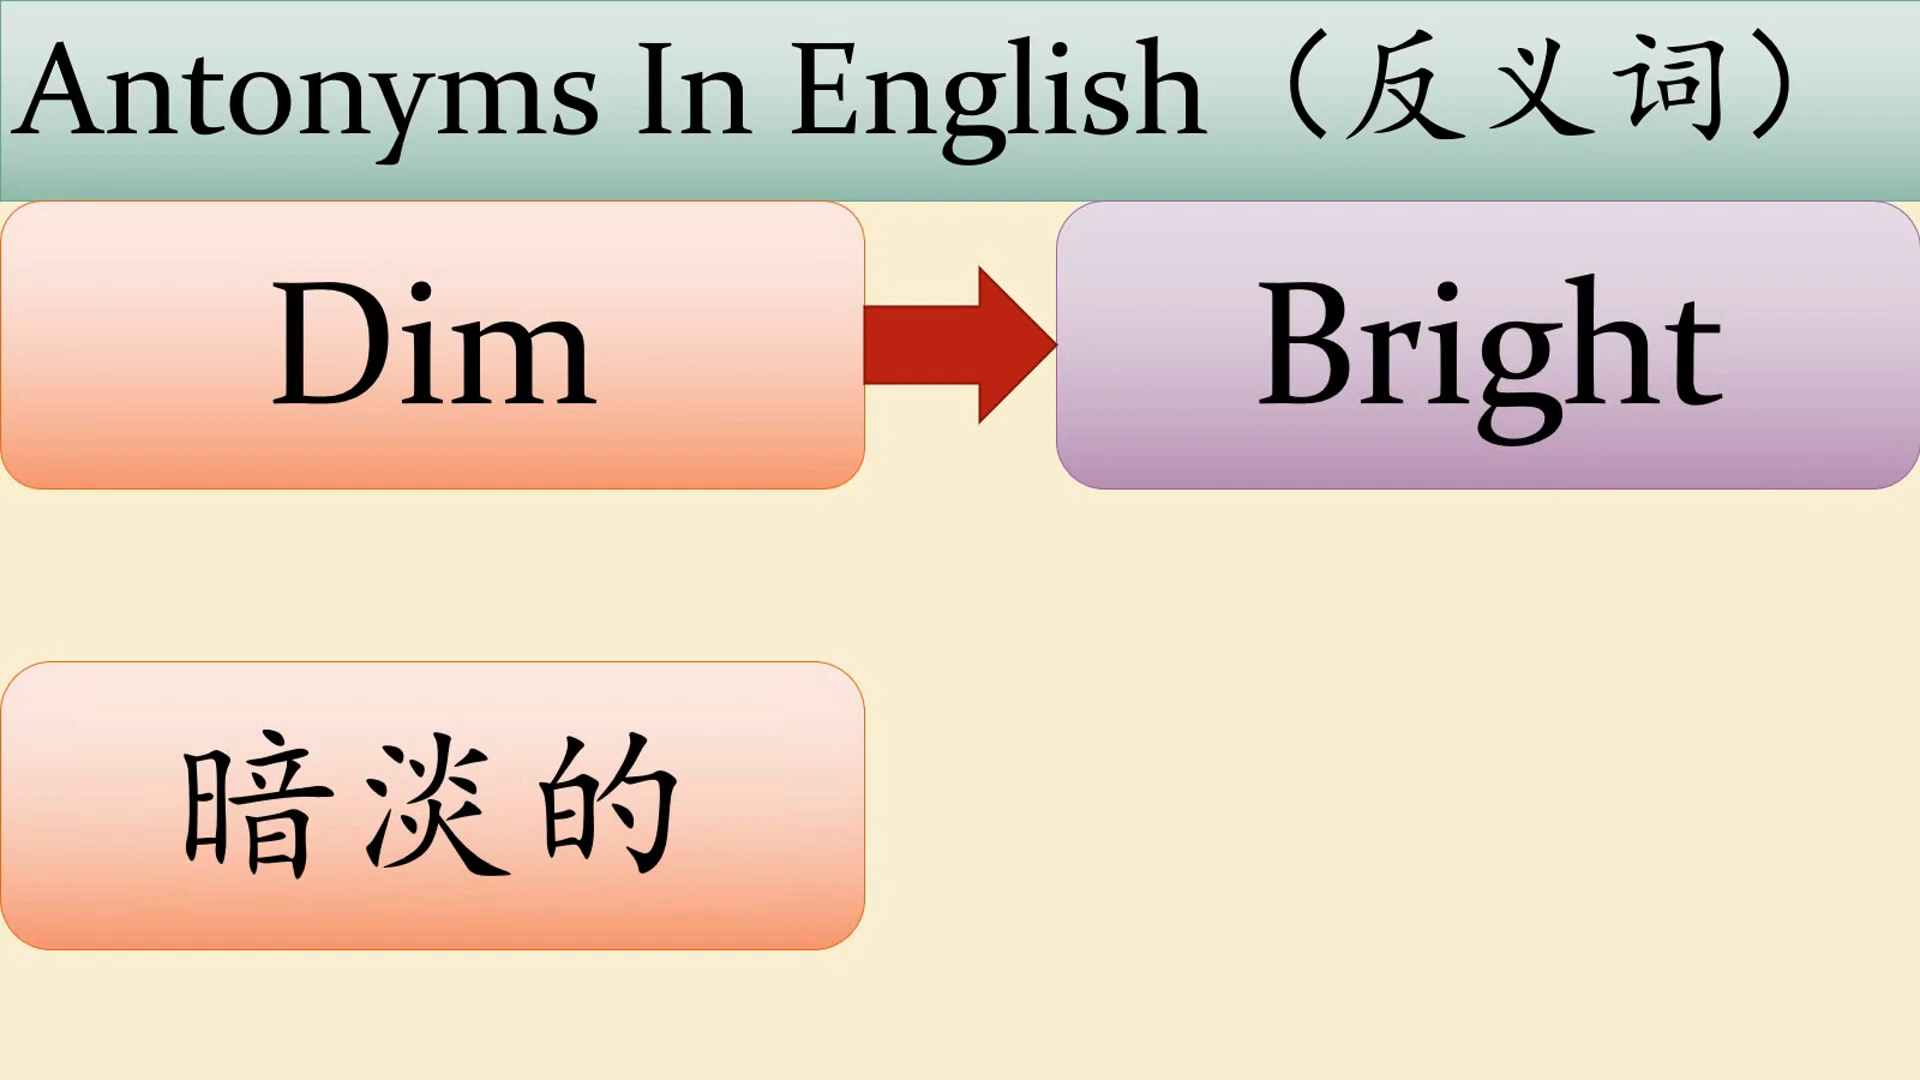 Antonyms In English（反义词）
Dim
Bright
暗淡的